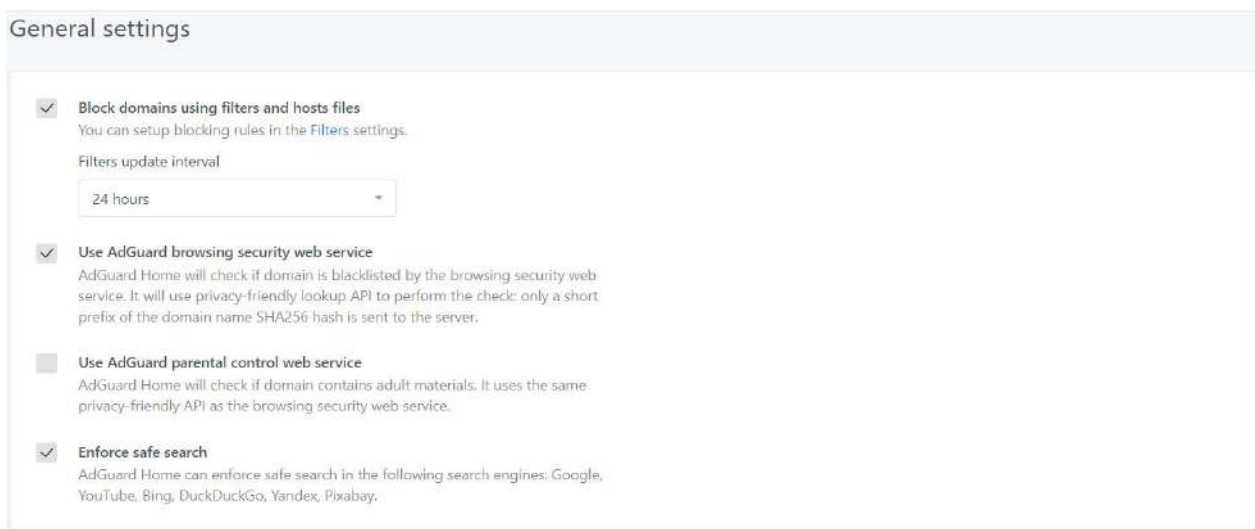 General settings
Block domains using filters and hosts files
You can setup blocking rules in the Filters settings.
Filters update interval
24 hours
Use AdGuard browsing security web service
AdGuard Home will check if domain is blacklisted by the browsing security web
service. It will use privacy-friendly lookup API to perform the check: only a short
prefix of the domain name SHA256 hash is sent to the server.
Use AdGuard parental control web service
AdGuard Home will check if domain contains adult materials. It uses the same
privacy-friendly API as the browsing security web service.
Enforce safe search
AdGuard Home can enforce safe search in the following search engines: Google,
YouTube, Bing, DuckDuckGo, Yandex, Pixabay.